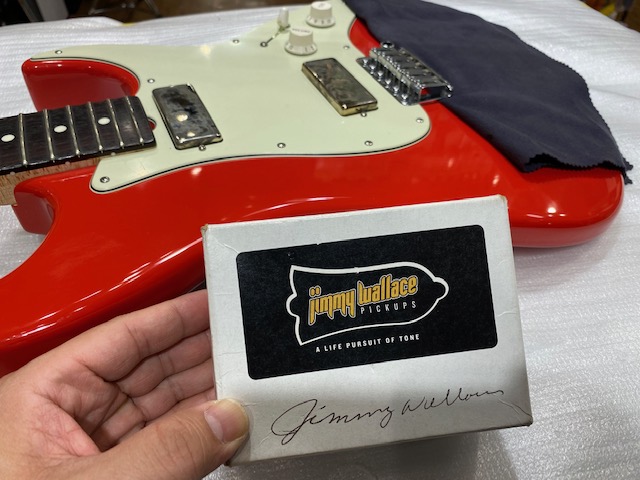 jimmy wallace
PICKUPS
A LIFE PURSUIT OF TONE
Jimmy Wallace